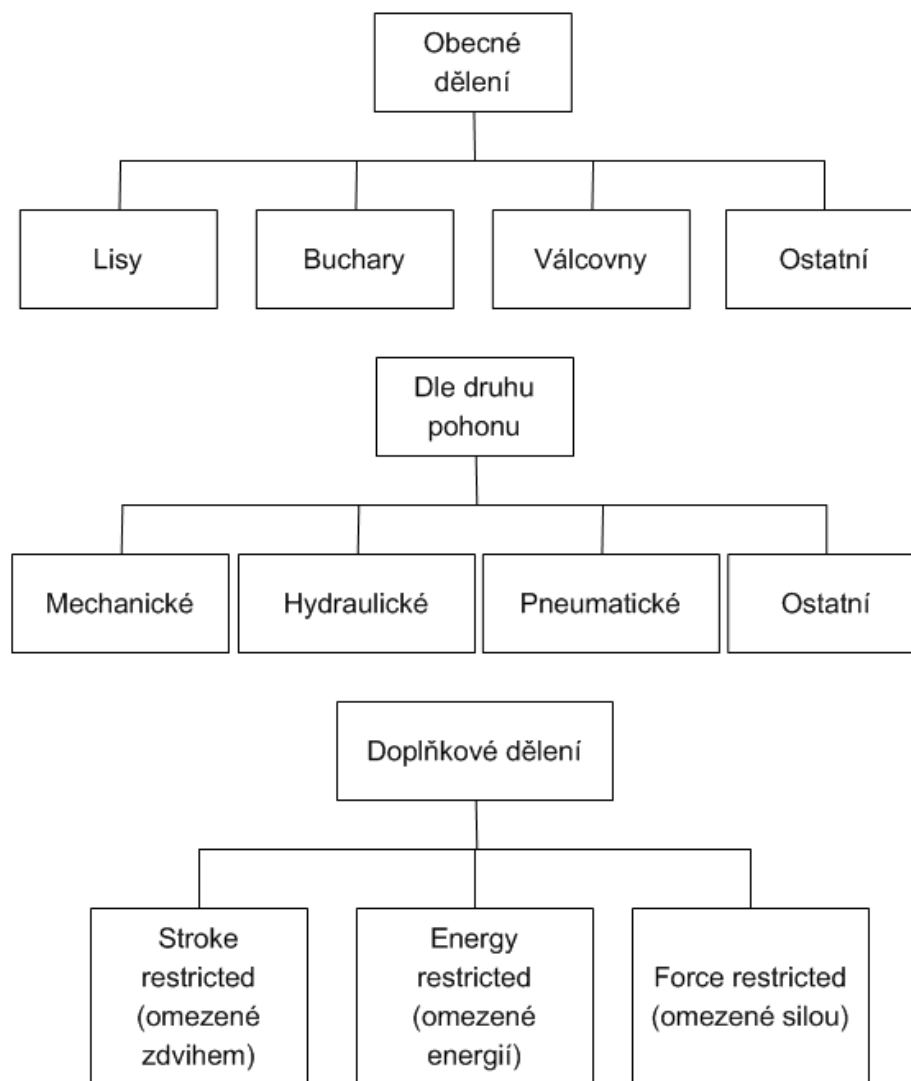 Obecné
dělení
Lisy
Buchary
Válcovny
Ostatní
Dle druhu
pohonu
Mechanické
Hydraulické
Pneumatické
Ostatní
Doplňkové dělení
Stroke
restricted
(omezené
zdvihem)
Energy
restricted
(omezené
energií)
Force restricted
(omezené silou)